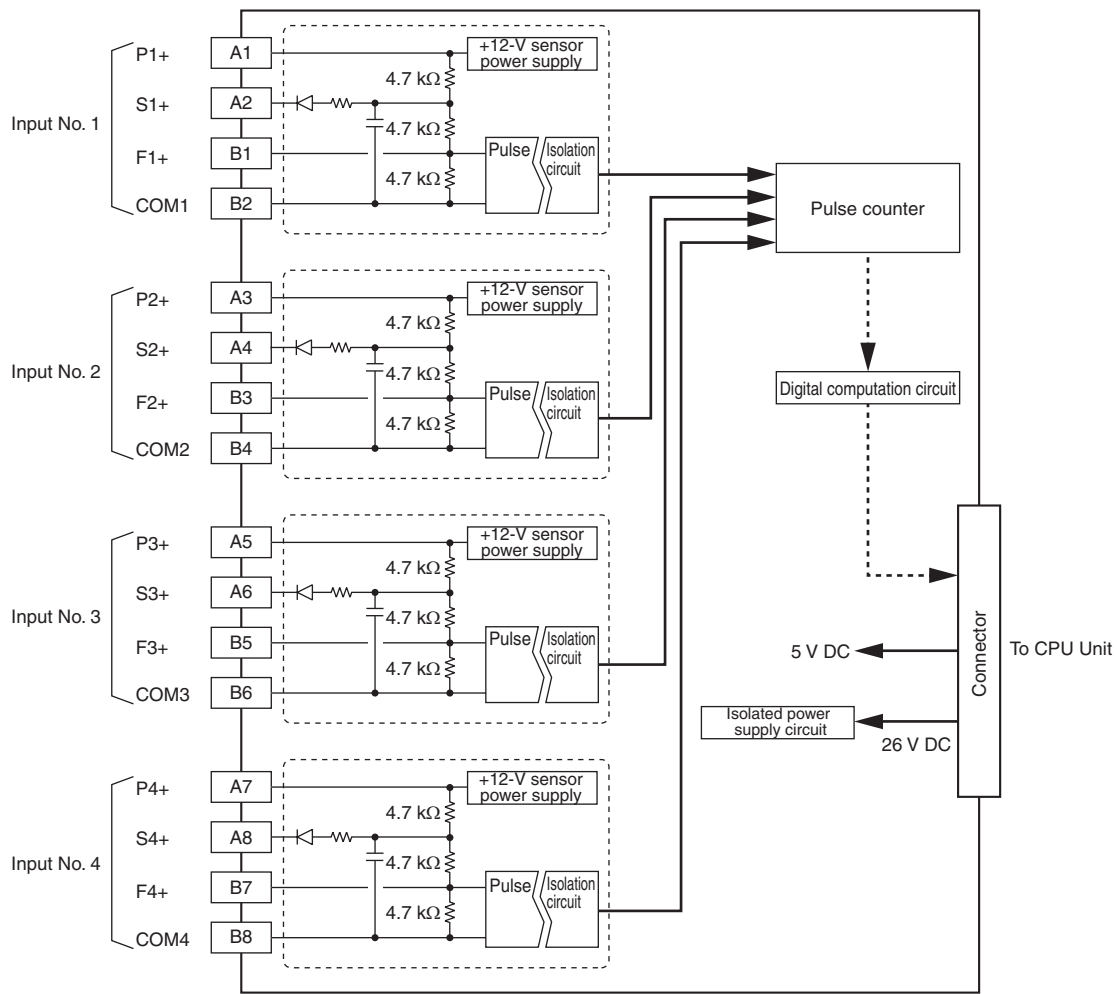 Input No. 1
P1+
A1
S1+
A2
F1+
B1
COM1
B2
+12-V sensor
power supply
4.7 kΩ
4.7 kΩ
4.7 kΩ
Pulse
Isolation
circuit
Pulse counter
Input No. 2
P2+
A3
S2+
A4
F2+
B3
COM2
B4
+12-V sensor
power supply
4.7 kΩ
4.7 kΩ
4.7 kΩ
Pulse
Isolation
circuit
Digital computation circuit
Input No. 3
P3+
A5
S3+
A6
F3+
B5
COM3
B6
+12-V sensor
power supply
4.7 kΩ
4.7 kΩ
4.7 kΩ
Pulse
Isolation
circuit
Connector
To CPU Unit
5 V DC
Isolated power
supply circuit
26 V DC
Input No. 4
P4+
A7
S4+
A8
F4+
B7
COM4
B8
+12-V sensor
power supply
4.7 kΩ
4.7 kΩ
4.7 kΩ
Pulse
Isolation
circuit